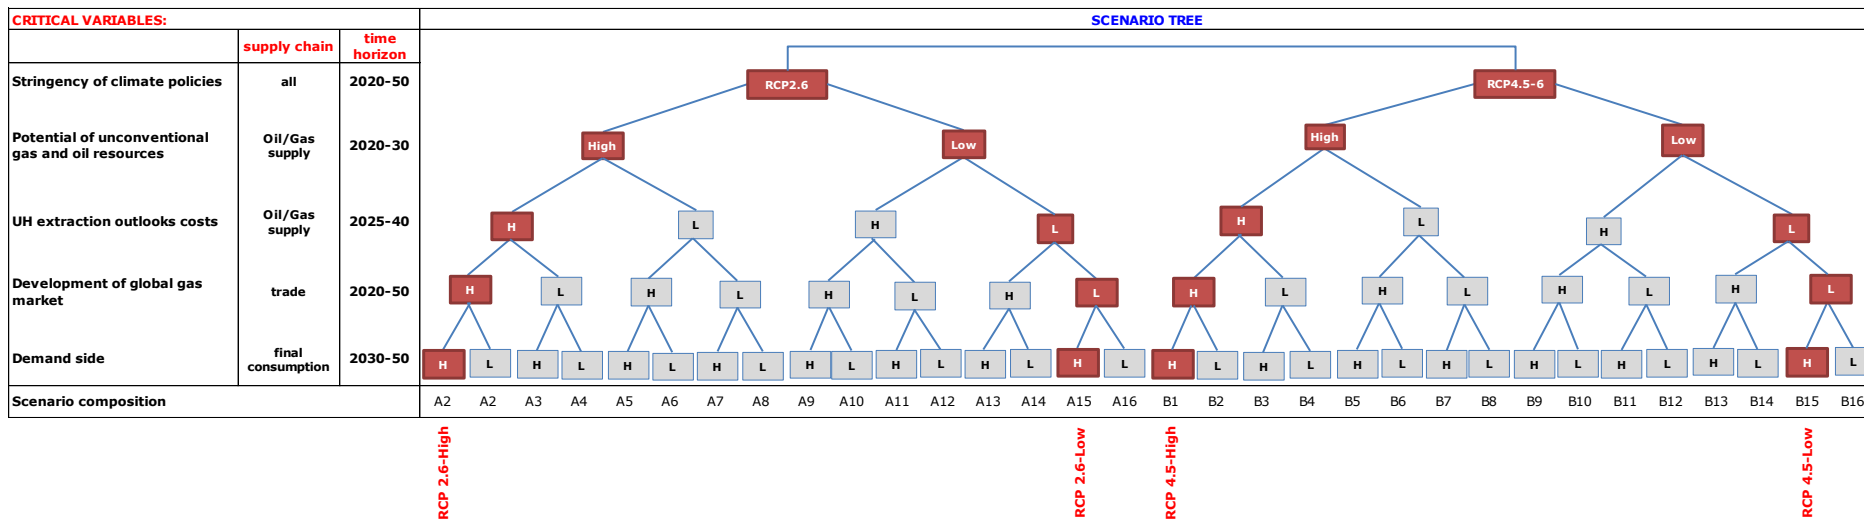 CRITICAL VARIABLES: SCENARIO TREE
supply chain time
horizon
Stringency of climate policies all 2020-50 RCP2.6 RCP4.5-6
Potential of unconventional
gas and oil resources Oil/Gas
supply 2020-30 High Low High Low
UH extraction outlooks costs Oil/Gas
supply 2025-40 H L H L H L H L
Development of global gas
market trade 2020-50 H L H L H L H L H L H L H L H L
Demand side final
consumption 2030-50 H L H L H L H L H L H L H L H L H L H L H L H L H L H L H L H L
Scenario composition A2 A2 A3 A4 A5 A6 A7 A8 A9 A10 A11 A12 A13 A14 A15 A16 B1 B2 B3 B4 B5 B6 B7 B8 B9 B10 B11 B12 B13 B14 B15 B16
RCP 2.6-High
RCP 2.6-Low
RCP 4.5-High
RCP 4.5-Low